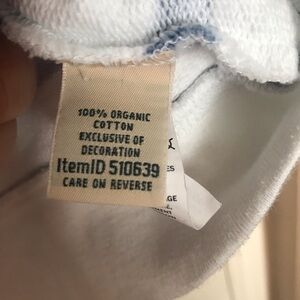 100% ORGANIC
COTTON
EXCLUSIVE OF
DECORATION
ItemID 510639
CARE ON REVERSE